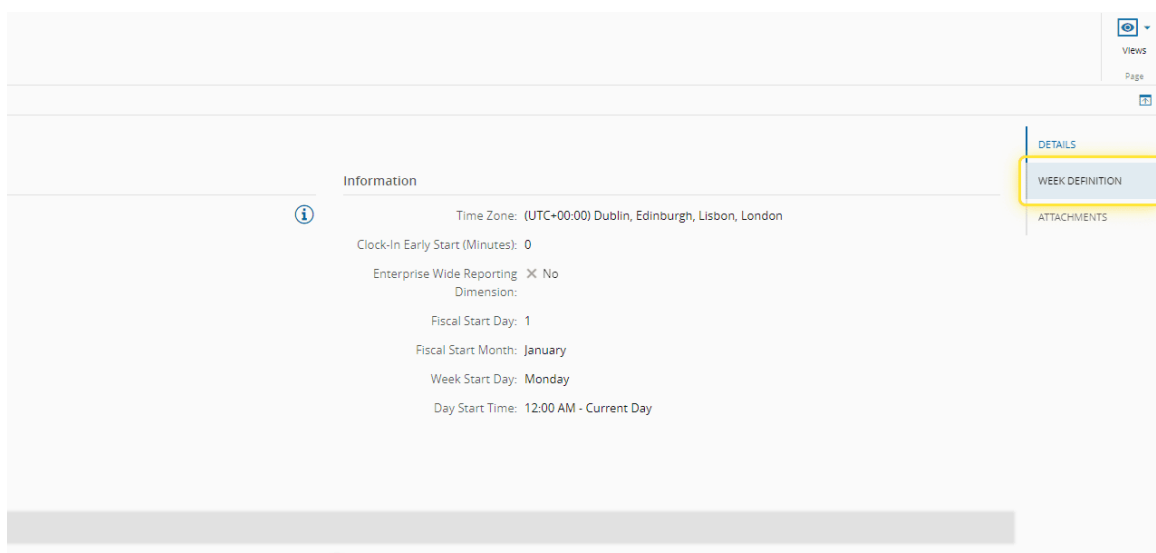 Views
Page
DETAILS
Information
WEEK DEFINITION
Time Zone: (UTC+00:00) Dublin, Edinburgh, Lisbon, London
ATTACHMENTS
Clock-In Early Start (Minutes): 0
Enterprise Wide Reporting
Dimension:
No
Fiscal Start Day: 1
Fiscal Start Month: January
Week Start Day: Monday
Day Start Time: 12:00 AM - Current Day